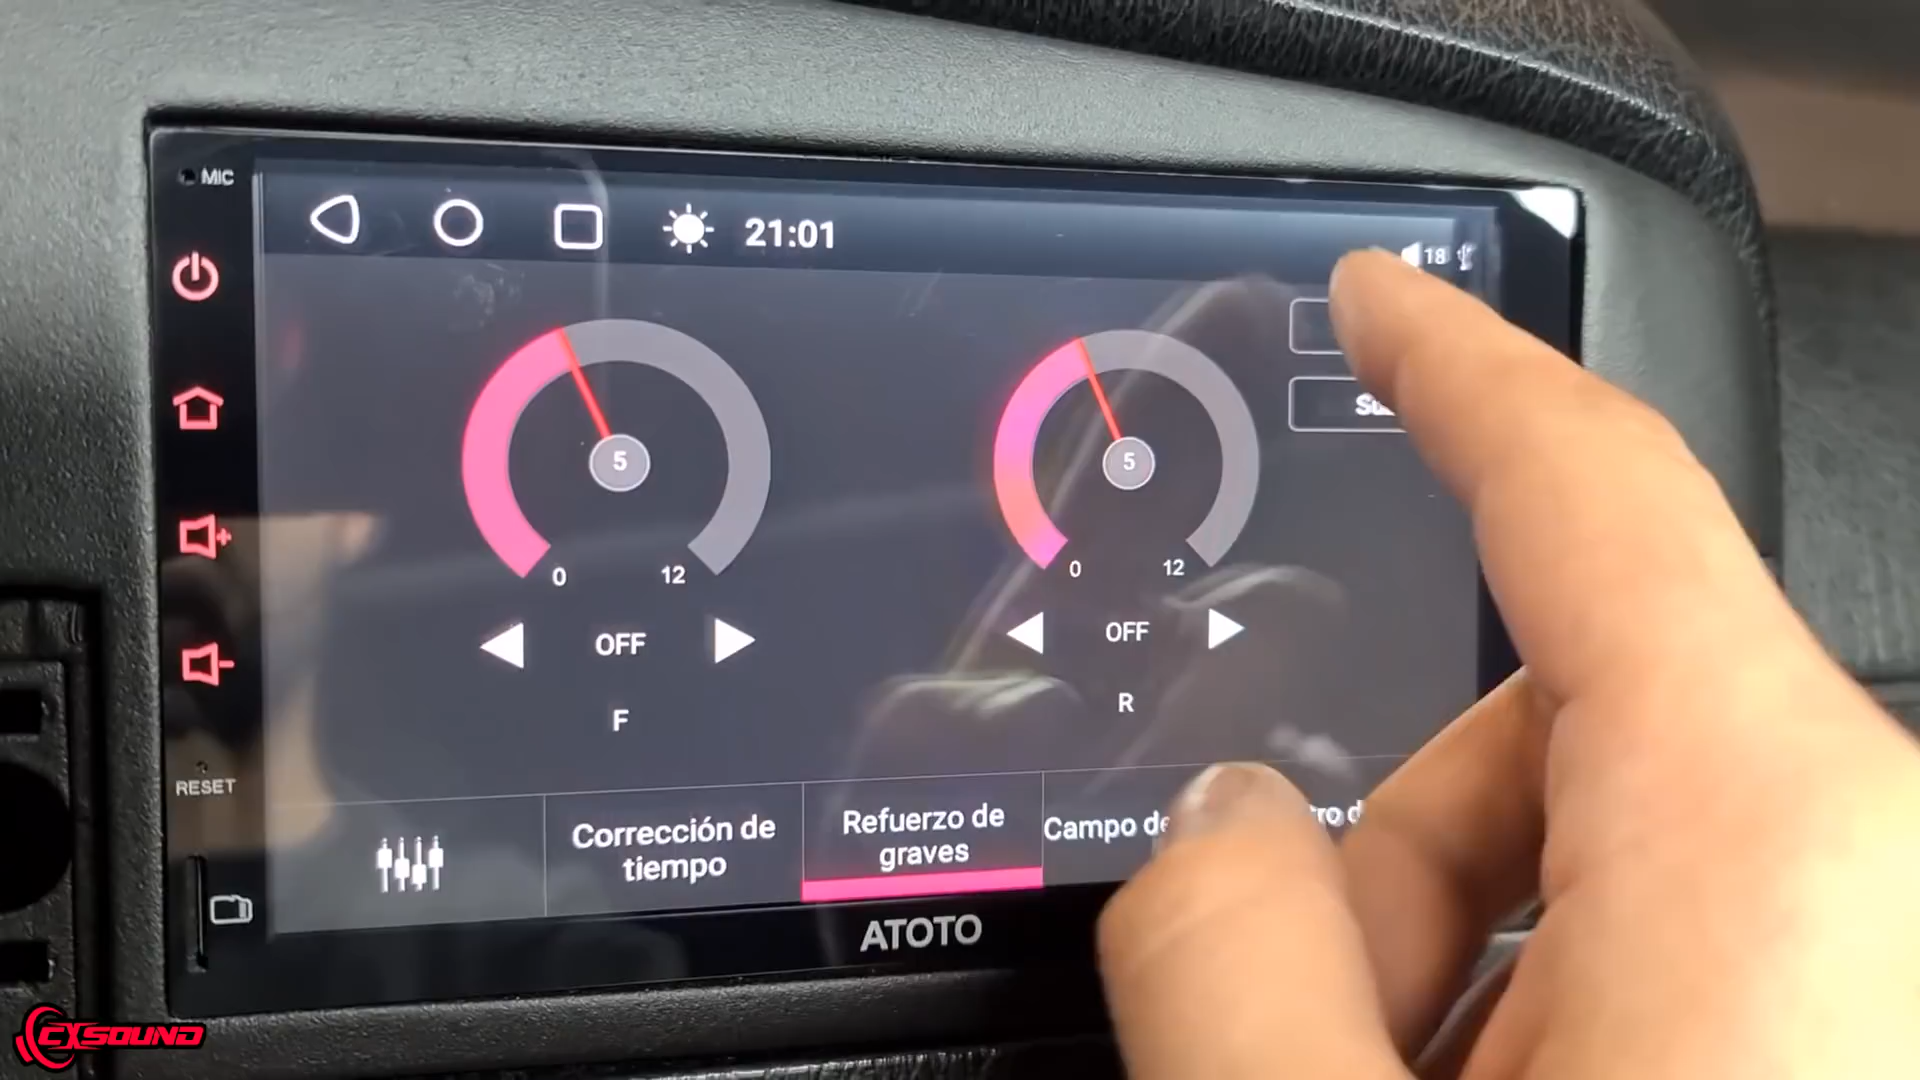 MIC
21:01
18
5
5
0
12
0
12
OFF
OFF
F
R
RESET
Corrección de
tiempo
Refuerzo de
graves
Campo de
ATOTO
CXSOUND